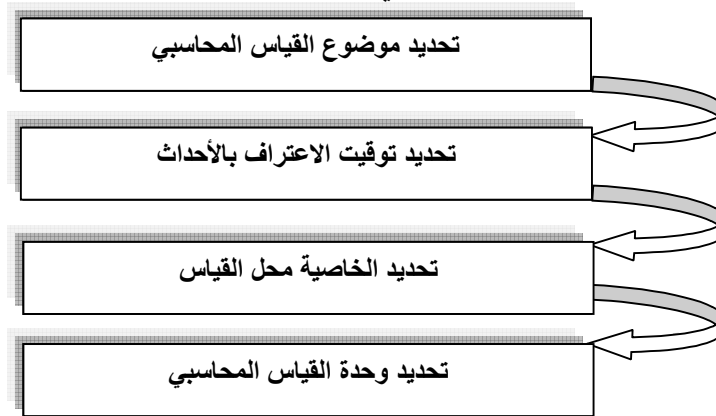 تحديد موضوع القياس المحاسبي
تحديد توقيت الاعتراف بالأحداث
تحديد الخاصية محل القياس
تحديد وحدة القياس المحاسبي